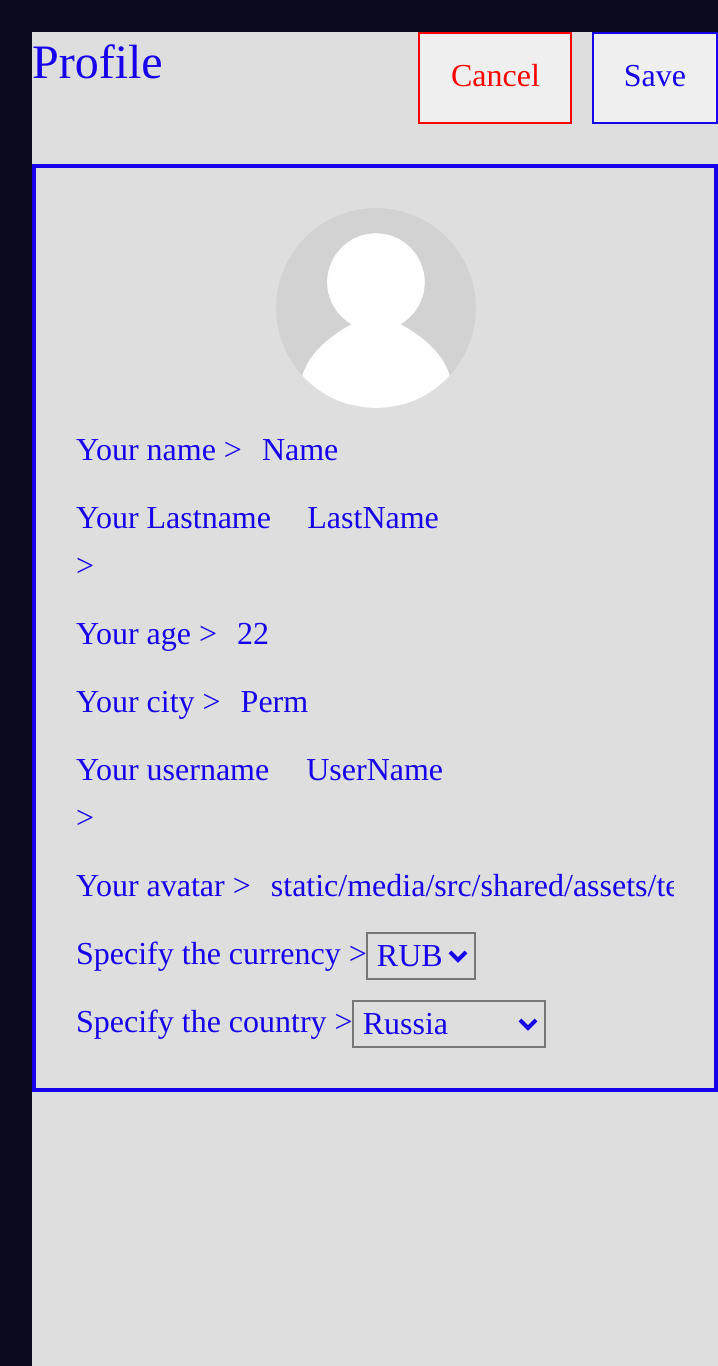 Profile
Cancel
Save
Your name > Name
Your Lastname LastName
>
Your age > 22
Your city > Perm
Your username UserName
>
Your avatar > static/media/src/shared/assets/te
Specify the currency > RUB
Specify the country > Russia